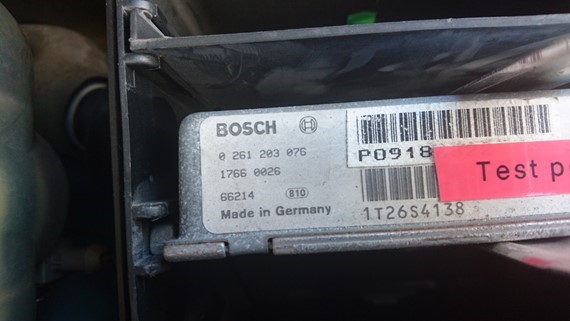 BOSCH
0 261 203 076
1766 0026
66214 810
Made in Germany
P0918
Test
1T26S4138